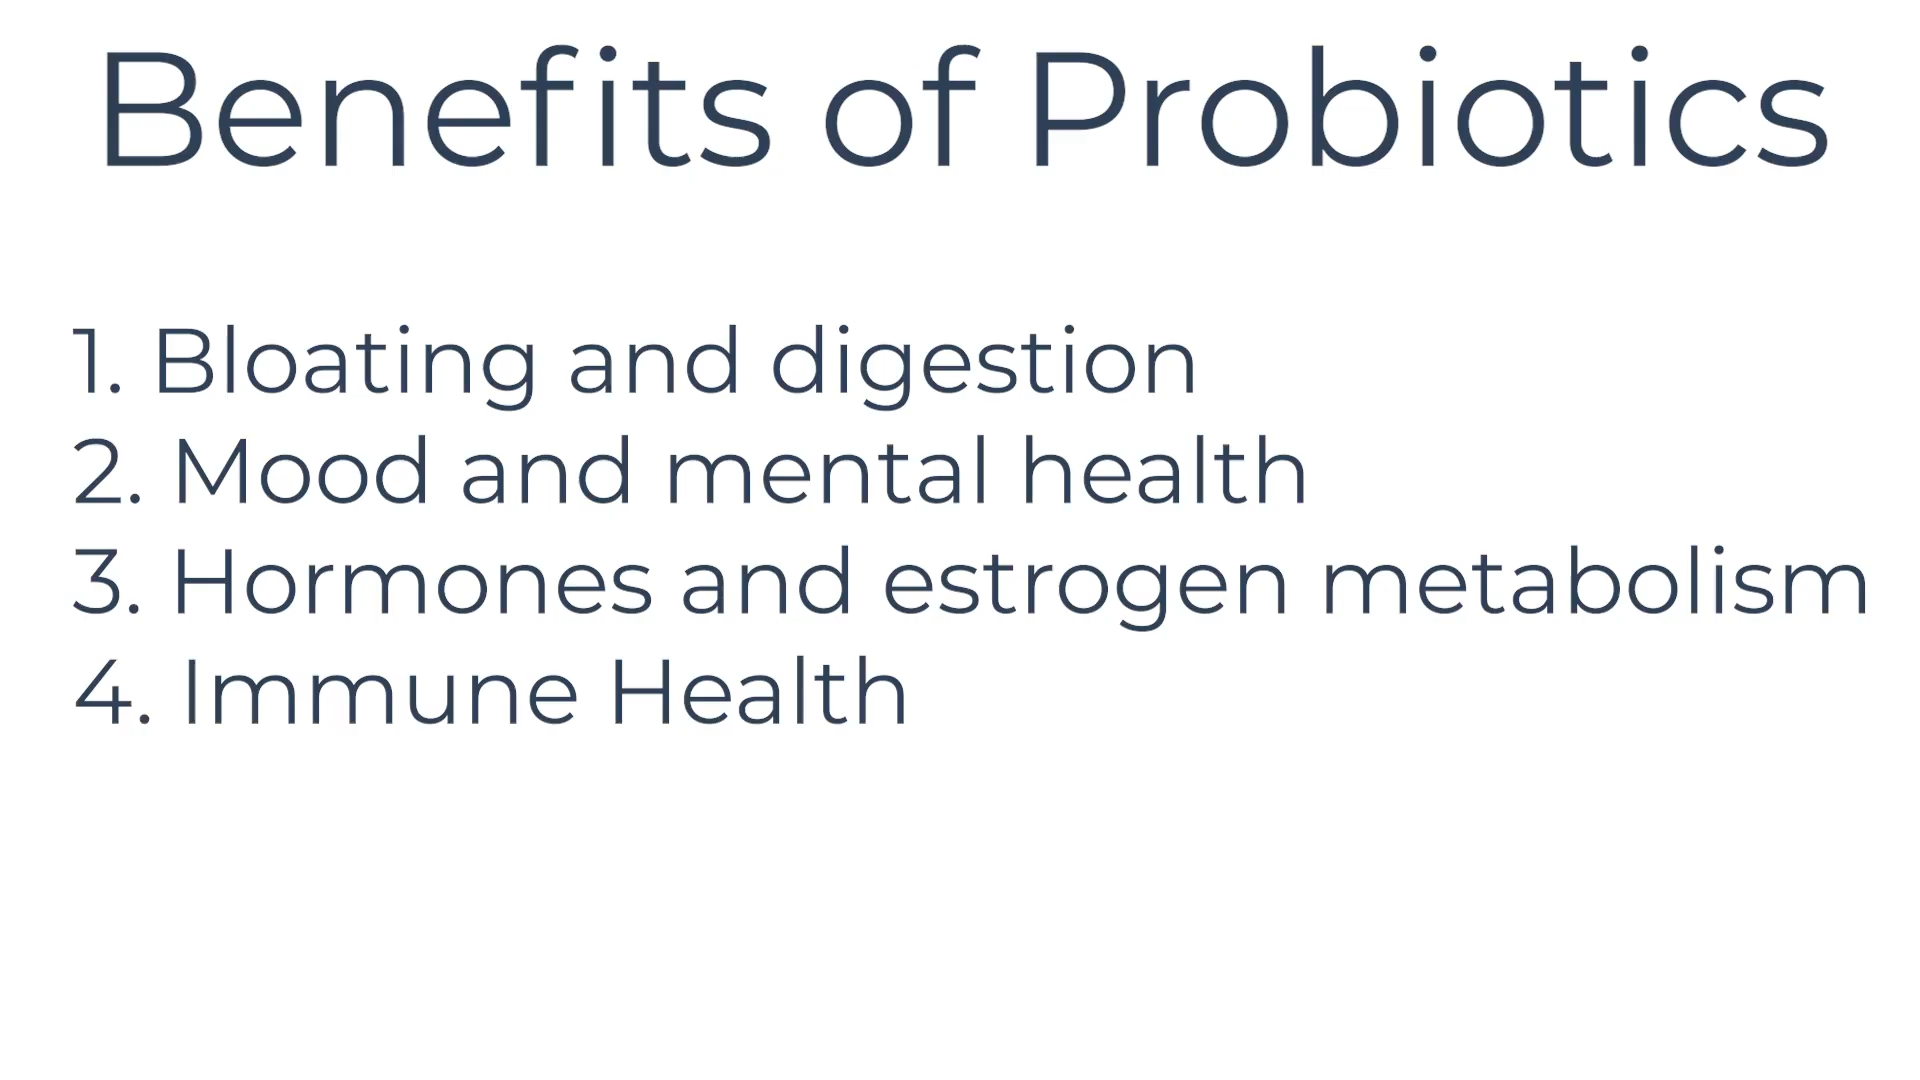 Benefits of Probiotics
1. Bloating and digestion
2. Mood and mental health
3. Hormones and estrogen metabolism
4. Immune Health